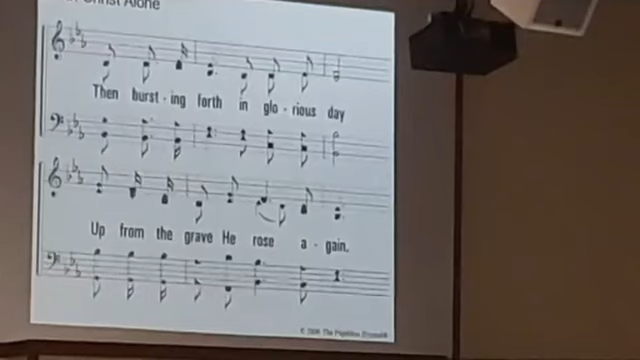 Christ Alone
Then burst - ing forth in glo - rious day
Up from the grave He rose a - gain.